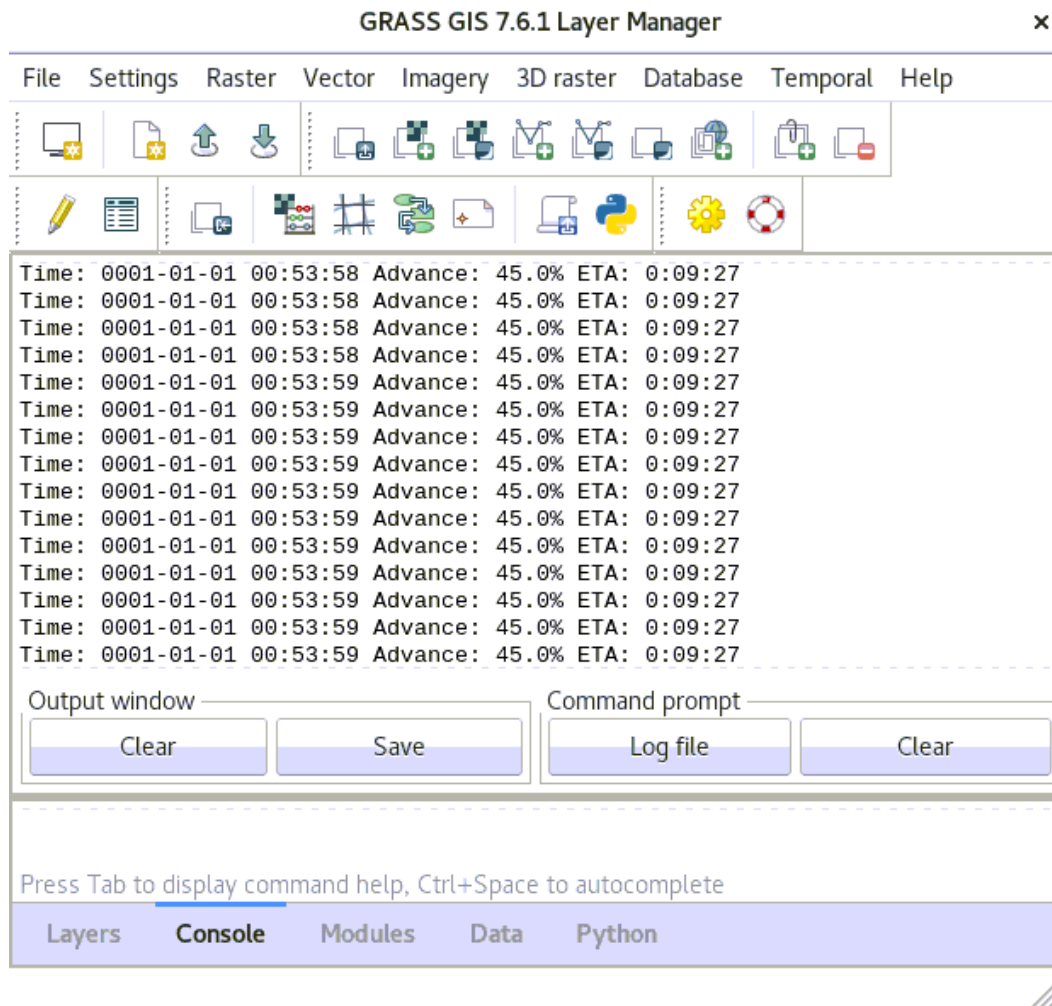 GRASS GIS 7.6.1 Layer Manager
File Settings Raster Vector Imagery 3D raster Database Temporal Help
Time: 0001-01-01 00:53:58 Advance: 45.0% ETA: 0:09:27
Time: 0001-01-01 00:53:58 Advance: 45.0% ETA: 0:09:27
Time: 0001-01-01 00:53:58 Advance: 45.0% ETA: 0:09:27
Time: 0001-01-01 00:53:58 Advance: 45.0% ETA: 0:09:27
Time: 0001-01-01 00:53:59 Advance: 45.0% ETA: 0:09:27
Time: 0001-01-01 00:53:59 Advance: 45.0% ETA: 0:09:27
Time: 0001-01-01 00:53:59 Advance: 45.0% ETA: 0:09:27
Time: 0001-01-01 00:53:59 Advance: 45.0% ETA: 0:09:27
Time: 0001-01-01 00:53:59 Advance: 45.0% ETA: 0:09:27
Time: 0001-01-01 00:53:59 Advance: 45.0% ETA: 0:09:27
Time: 0001-01-01 00:53:59 Advance: 45.0% ETA: 0:09:27
Time: 0001-01-01 00:53:59 Advance: 45.0% ETA: 0:09:27
Time: 0001-01-01 00:53:59 Advance: 45.0% ETA: 0:09:27
Time: 0001-01-01 00:53:59 Advance: 45.0% ETA: 0:09:27
Time: 0001-01-01 00:53:59 Advance: 45.0% ETA: 0:09:27
Output window Command prompt
Clear Save Log file Clear
Press Tab to display command help, Ctrl+Space to autocomplete
Layers Console Modules Data Python